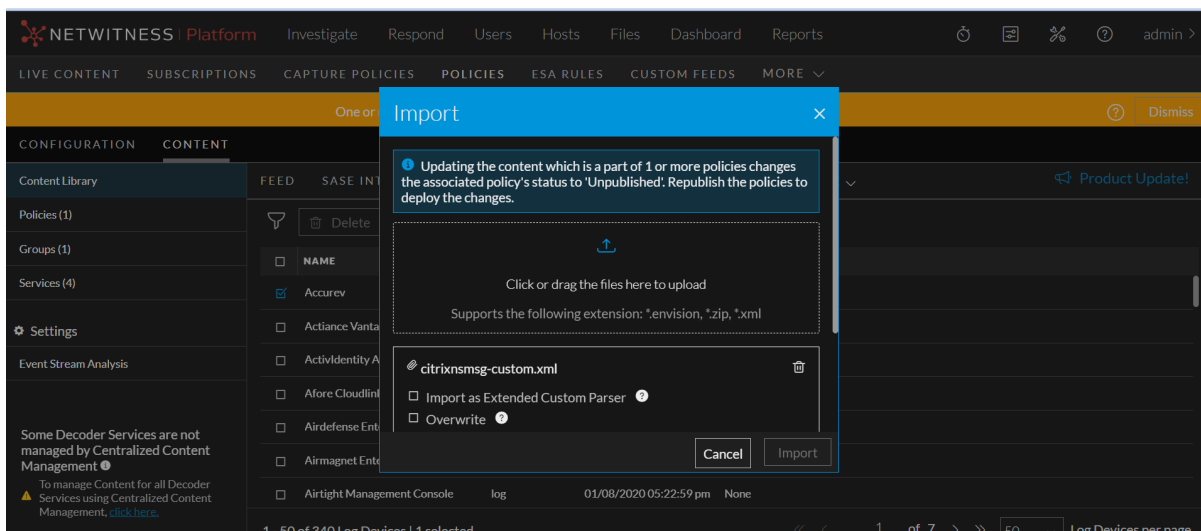 NETWITNESS Platform Investigate Respond Users Hosts Files Dashboard Reports admin >
LIVE CONTENT SUBSCRIPTIONS CAPTURE POLICIES POLICIES ESA RULES CUSTOM FEEDS MORE
One or Dismiss
Import
CONFIGURATION CONTENT
Updating the content which is a part of 1 or more policies changes
the associated policy's status to 'Unpublished'. Republish the policies to
deploy the changes.
Content Library
FEED SASE INT Product Update!
Policies (1)
Delete
Groups (1)
NAME
Services (4)
Click or drag the files here to upload
Accurev
Supports the following extension: *.envision, *.zip, *.xml
Settings
Actiance Vanta
Event Stream Analysis
ActivIdentity A
citrixnsmsg-custom.xml
Afore Cloudlin
Import as Extended Custom Parser
Overwrite
Airdefense Ente
Some Decoder Services are not
managed by Centralized Content
Management
Cancel Import
Airmagnet Ente
To manage Content for all Decoder
Services using Centralized Content
Management, click here.
Airtight Management Console log 01/08/2020 05:22:59 pm None
1 - 50 of 340 Log Devices | 1 selected 1 of 7 50 Log Devices per page